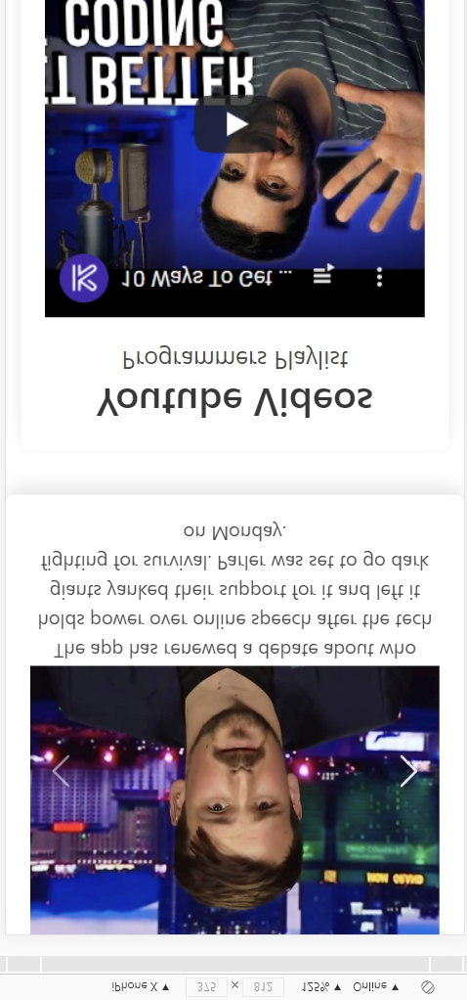 iPhone X ▼ 375 × 812 125% ▼ Online ▼
The app has renewed a debate about who
holds power over online speech after the tech
giants yanked their support for it and left it
fighting for survival. Parler was set to go dark
on Monday.
Youtube Videos
Programmers Playlist
10 Ways To Get ...
T BETTER
CODING